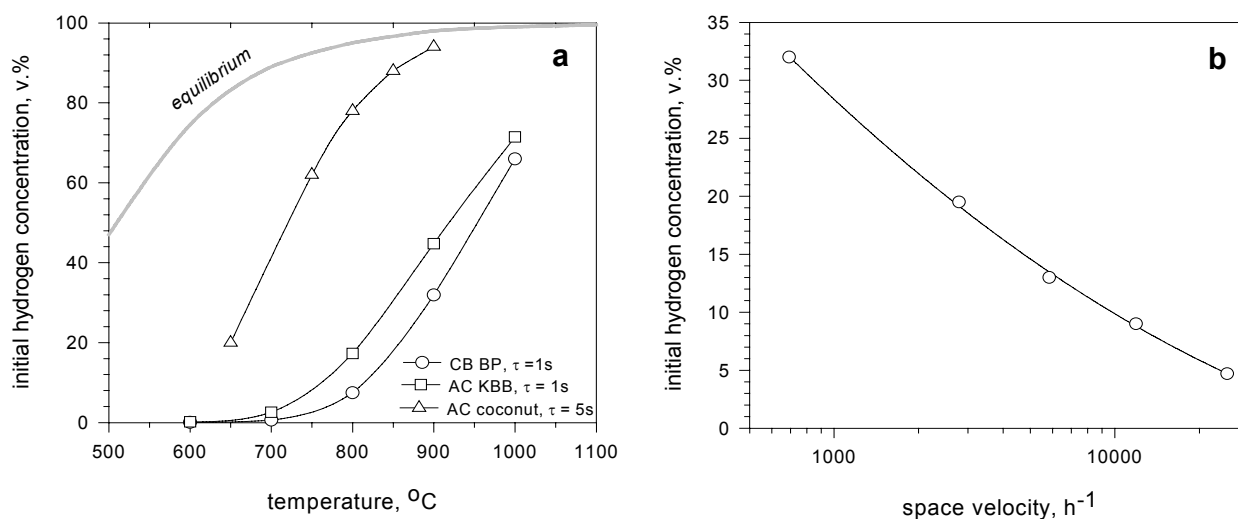 100
80
60
40
20
0
initial hydrogen concentration, v.%
equilibrium
a
CB BP, τ =1s
AC KBB, τ = 1s
AC coconut, τ = 5s
500 600 700 800 900 1000 1100
temperature, ºC
35
30
25
20
15
10
5
0
initial hydrogen concentration, v.%
b
1000 10000
space velocity, h-1